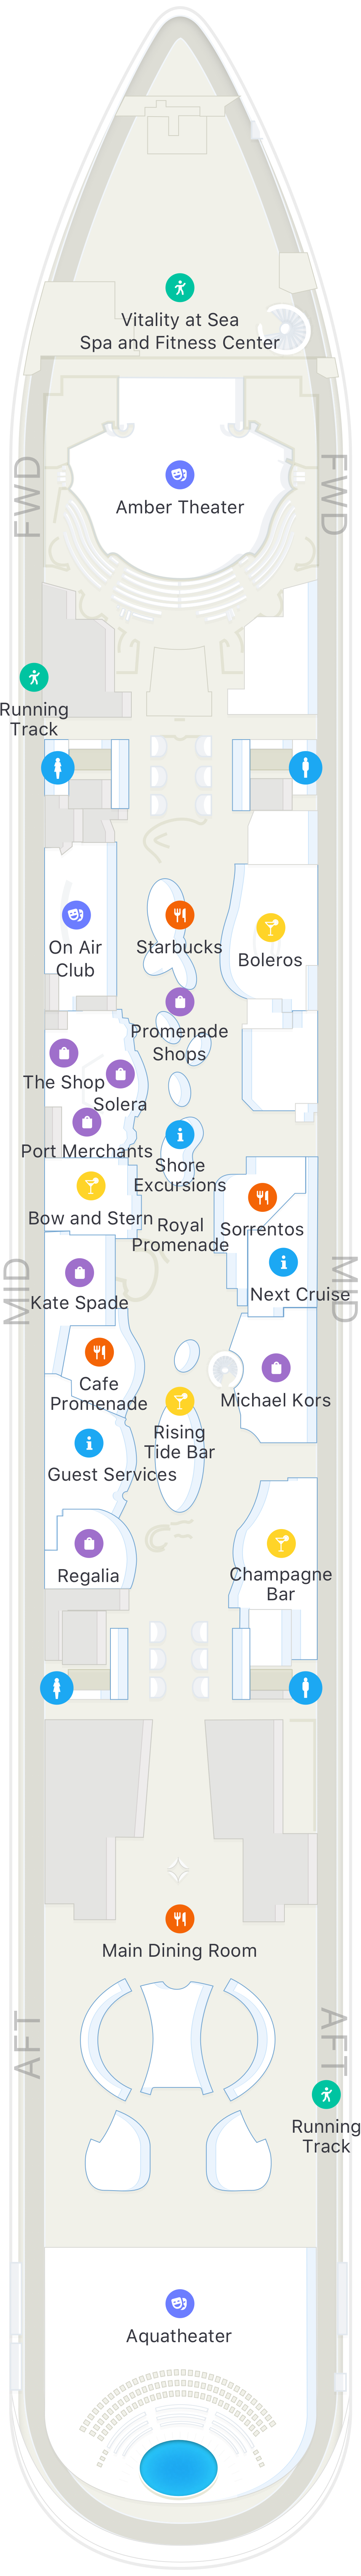 Vitality at Sea
Spa and Fitness Center
FWD
FWD
Amber Theater
Running
Track
On Air
Club
Starbucks
Boleros
Promenade
Shops
The Shop
Solera
Port Merchants
Shore
Excursions
Bow and Stern
Royal
Promenade
Sorrentos
MID
MID
Next Cruise
Kate Spade
Cafe
Promenade
Michael Kors
Rising
Tide Bar
Guest Services
Regalia
Champagne
Bar
Main Dining Room
AFT
AFT
Running
Track
Aquatheater